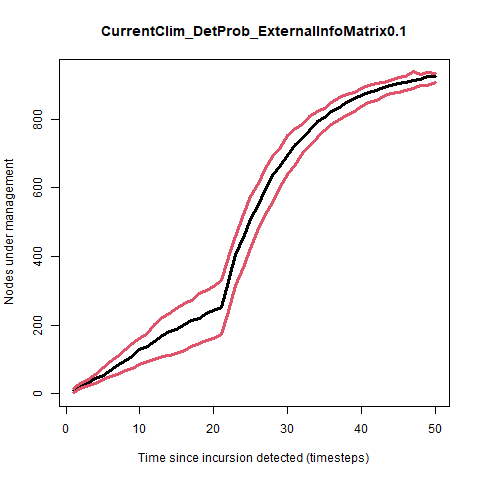 CurrentClim_DetProb_ExternalInfoMatrix0.1
Nodes under management
800
600
400
200
0
0 10 20 30 40 50
Time since incursion detected (timesteps)